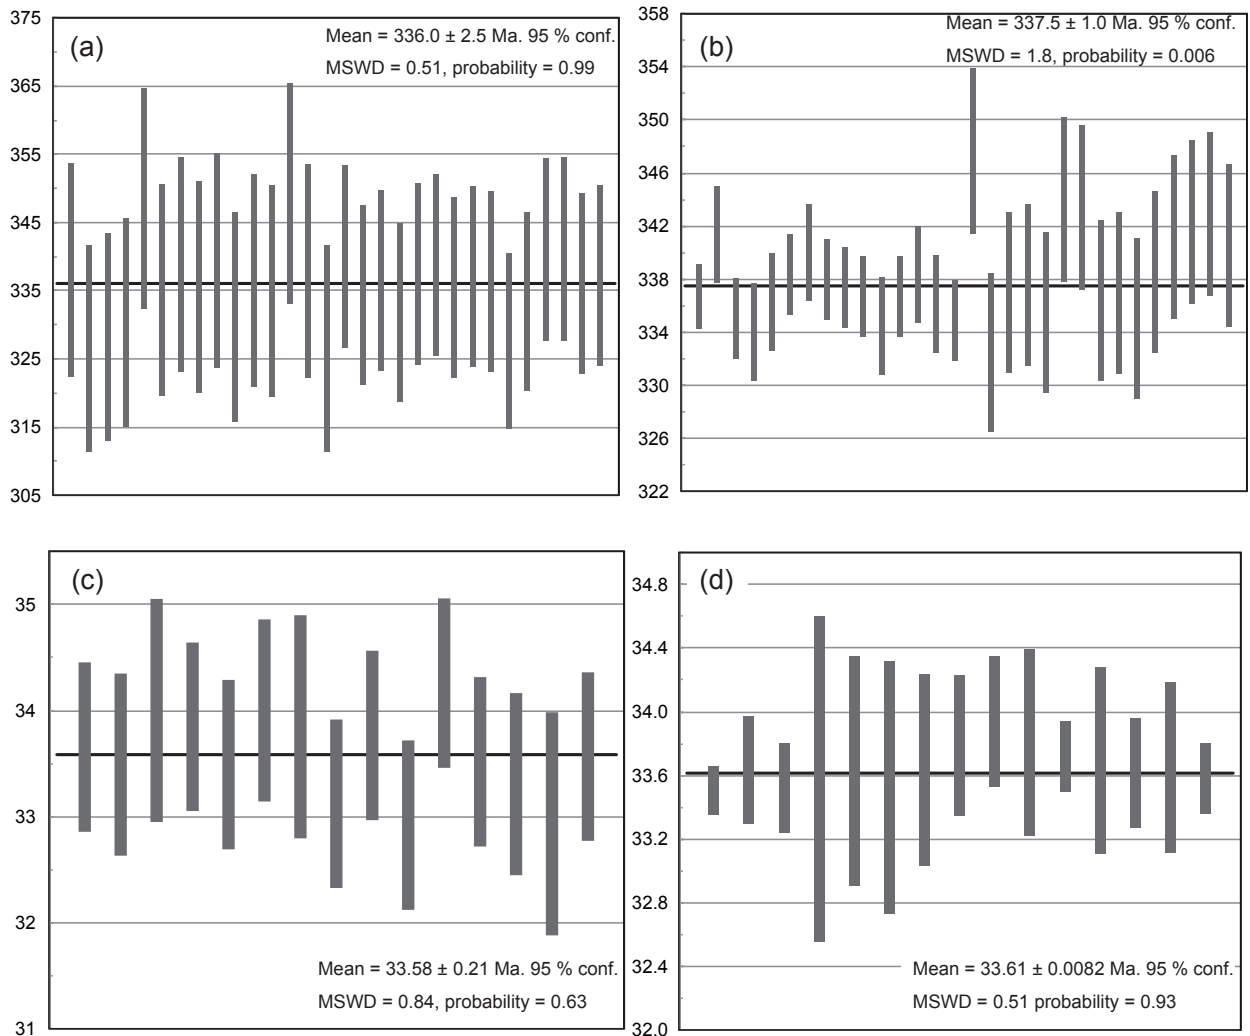 375
365
355
345
335
325
315
305
(a)
Mean = 336.0 ± 2.5 Ma. 95 % conf.
MSWD = 0.51, probability = 0.99
358
354
350
346
342
338
334
330
326
322
(b)
Mean = 337.5 ± 1.0 Ma. 95 % conf.
MSWD = 1.8, probability = 0.006
35
34
33
32
31
(c)
Mean = 33.58 ± 0.21 Ma. 95 % conf.
MSWD = 0.84, probability = 0.63
34.8
34.4
34.0
33.6
33.2
32.8
32.4
32.0
(d)
Mean = 33.61 ± 0.0082 Ma. 95 % conf.
MSWD = 0.51 probability = 0.93